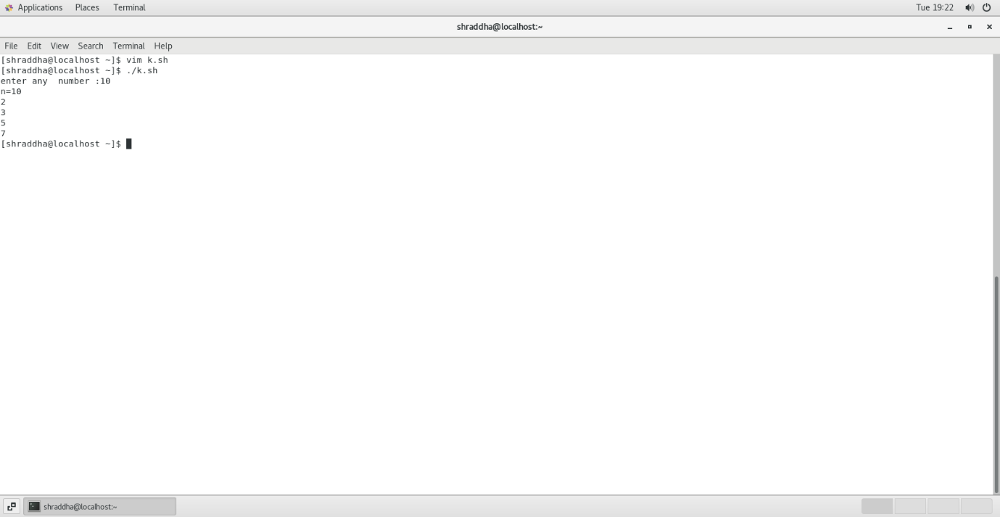 Applications Places Terminal Tue 19:22
shraddha@localhost:~
File Edit View Search Terminal Help
[shraddha@localhost ~]$ vim k.sh
[shraddha@localhost ~]$ ./k.sh
enter any  number :10
n=10
2
3
5
7
[shraddha@localhost ~]$
shraddha@localhost:~